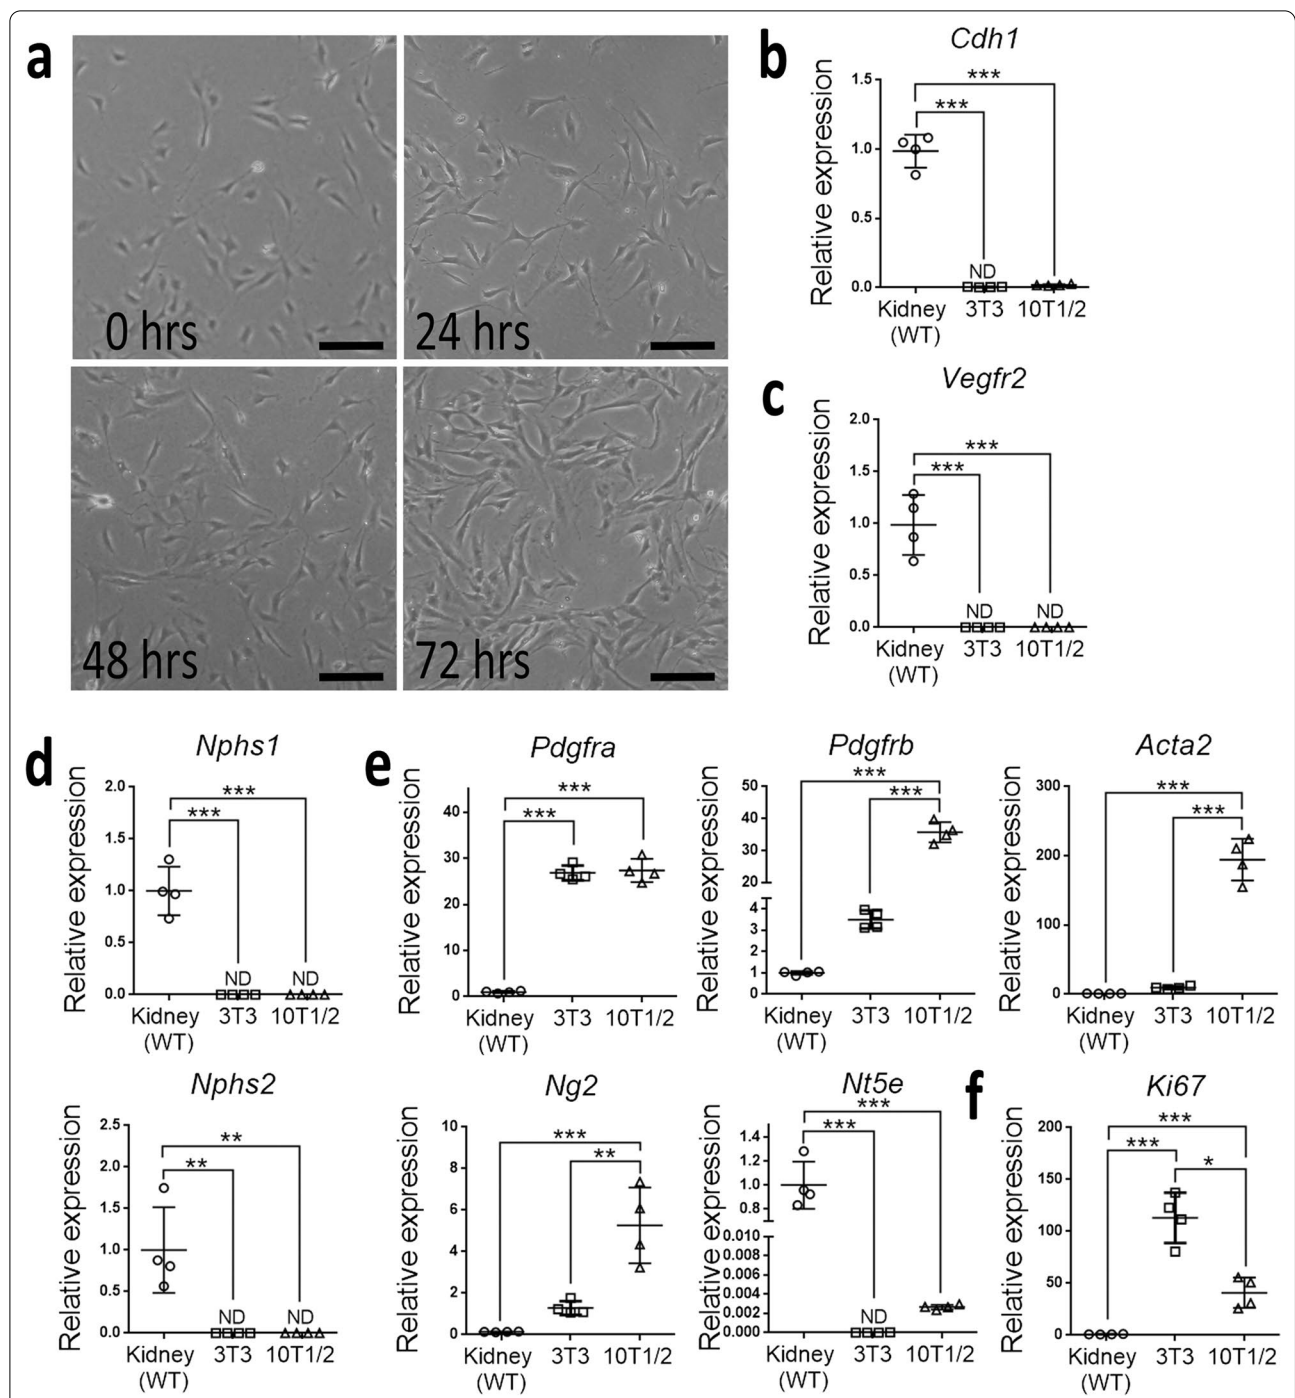 a
0 hrs
24 hrs
48 hrs
72 hrs
b
Cdh1
Relative expression
1.5
1.0
0.5
0.0
***
***
ND
Kidney
(WT)
3T3
10T1/2
c
Vegfr2
Relative expression
2.0
1.5
1.0
0.5
0.0
***
***
ND
ND
Kidney
(WT)
3T3
10T1/2
d
Nphs1
Relative expression
2.0
1.5
1.0
0.5
0.0
***
***
ND
ND
Kidney
(WT)
3T3
10T1/2
Nphs2
Relative expression
2.5
2.0
1.5
1.0
0.5
0.0
**
**
ND
ND
Kidney
(WT)
3T3
10T1/2
e
Pdgfra
Relative expression
40
30
20
10
0
***
***
Kidney
(WT)
3T3
10T1/2
Pdgfrb
Relative expression
50
40
30
20
5
4
3
2
1
0
***
***
Kidney
(WT)
3T3
10T1/2
Acta2
Relative expression
300
200
100
0
***
***
Kidney
(WT)
3T3
10T1/2
Ng2
Relative expression
10
8
6
4
2
0
***
**
Kidney
(WT)
3T3
10T1/2
Nt5e
Relative expression
1.4
1.2
1.0
0.8
0.010
0.008
0.006
0.004
0.002
0.000
***
***
ND
Kidney
(WT)
3T3
10T1/2
f
Ki67
Relative expression
200
150
100
50
0
***
***
*
Kidney
(WT)
3T3
10T1/2